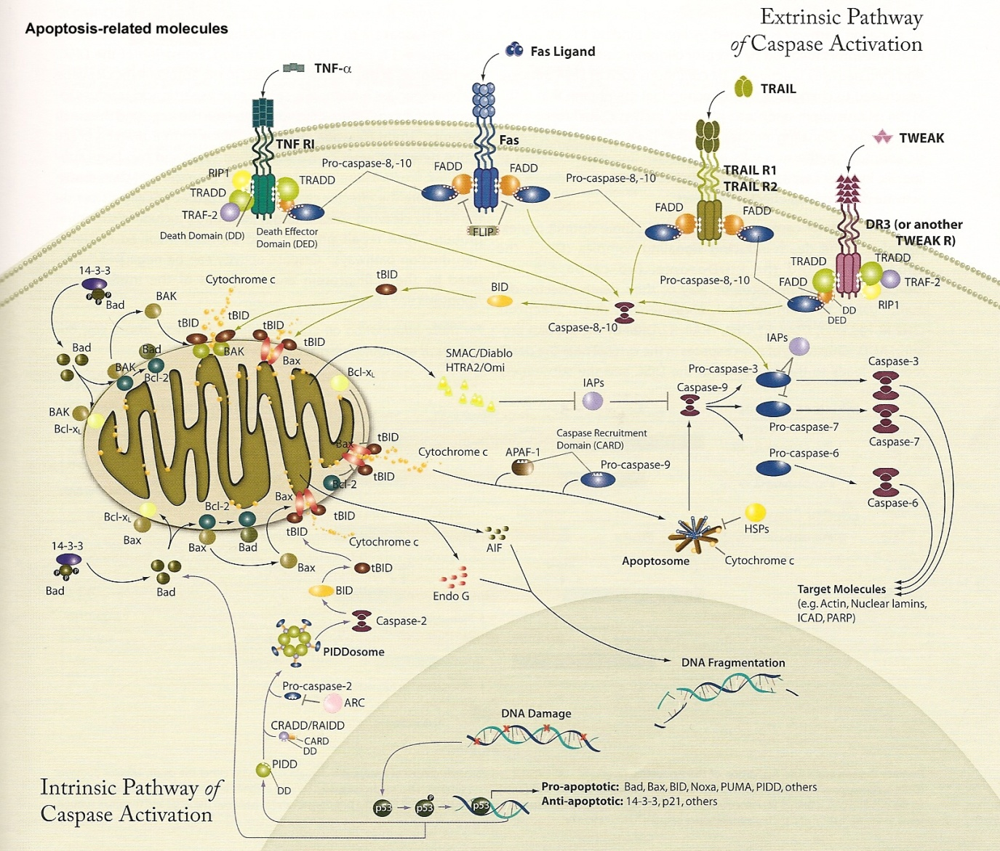 Apoptosis-related molecules
Extrinsic Pathway
of Caspase Activation
TNF-α
Fas Ligand
TRAIL
TWEAK
TNF RI
Fas
TRAIL R1
TRAIL R2
DR3 (or another
TWEAK R)
RIP1
TRADD
TRADD
TRAF-2
Death Domain (DD)
Death Effector
Domain (DED)
Pro-caspase-8,-10
FADD
FADD
FLIP
Pro-caspase-8, -10
FADD
FADD
Pro-caspase-8, -10
TRADD
FADD
TRADD
TRAF-2
RIP1
DD
DED
14-3-3
P
P
P
Bad
BAK
Cytochrome c
tBID
BID
Caspase-8,-10
tBID
tBID
tBID
tBID
BAK
Bax
Bad
Bad
BAK
Bcl-2
BAK
Bcl-xL
Bcl-xL
SMAC/Diablo
HTRA2/Omi
IAPs
IAPs
Pro-caspase-3
Caspase-9
Caspase-3
Pro-caspase-7
Caspase-7
Pro-caspase-6
Caspase-6
Bax
tBID
tBID
Cytochrome c
Bcl-2
APAF-1
Caspase Recruitment
Domain (CARD)
Pro-caspase-9
Bax
tBID
tBID
Cytochrome c
Bcl-xL
Bax
Bcl-2
Bax
Bad
Bax
14-3-3
P
P
P
Bad
Bad
AIF
Endo G
HSPs
Apoptosome
Cytochrome c
Target Molecules
(e.g. Actin, Nuclear lamins,
ICAD, PARP)
tBID
BID
Caspase-2
PIDDosome
Pro-caspase-2
ARC
CRADD/RAIDD
CARD
DD
PIDD
DD
DNA Fragmentation
DNA Damage
x
x
x
x
p53
p53
P
p53
Pro-apoptotic: Bad, Bax, BID, Noxa, PUMA, PIDD, others
Anti-apoptotic: 14-3-3, p21, others
Intrinsic Pathway of
Caspase Activation